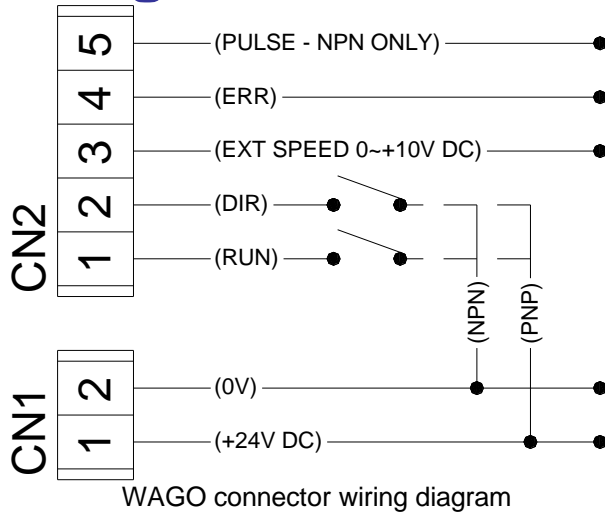 5 (PULSE - NPN ONLY)
4 (ERR)
3 (EXT SPEED 0~+10V DC)
CN2
2 (DIR)
1 (RUN)
(NPN) (PNP)
CN1
2 (0V)
1 (+24V DC)
WAGO connector wiring diagram